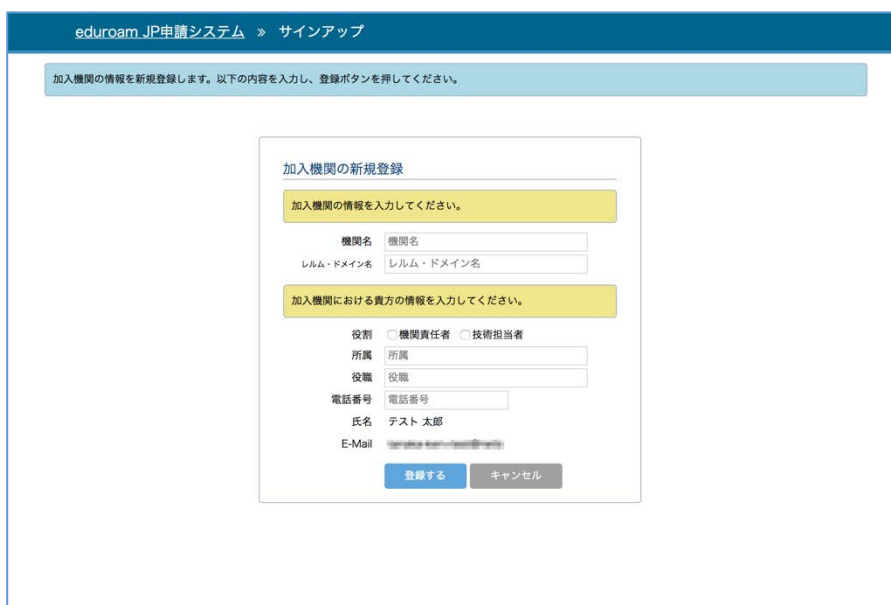 eduroam JP申請システム » サインアップ
加入機関の情報を新規登録します。以下の内容を入力し、登録ボタンを押してください。
加入機関の新規登録
加入機関の情報を入力してください。
機関名 機関名
レルム・ドメイン名 レルム・ドメイン名
加入機関における貴方の情報を入力してください。
役割 機関責任者 技術担当者
所属 所属
役職 役職
電話番号 電話番号
氏名 テスト 太郎
E-Mail
登録する キャンセル